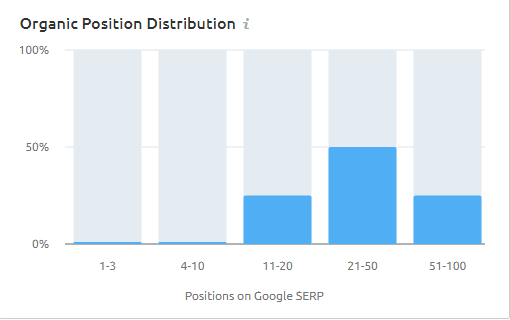 Organic Position Distribution i
100%
50%
0%
1-3 4-10 11-20 21-50 51-100
Positions on Google SERP